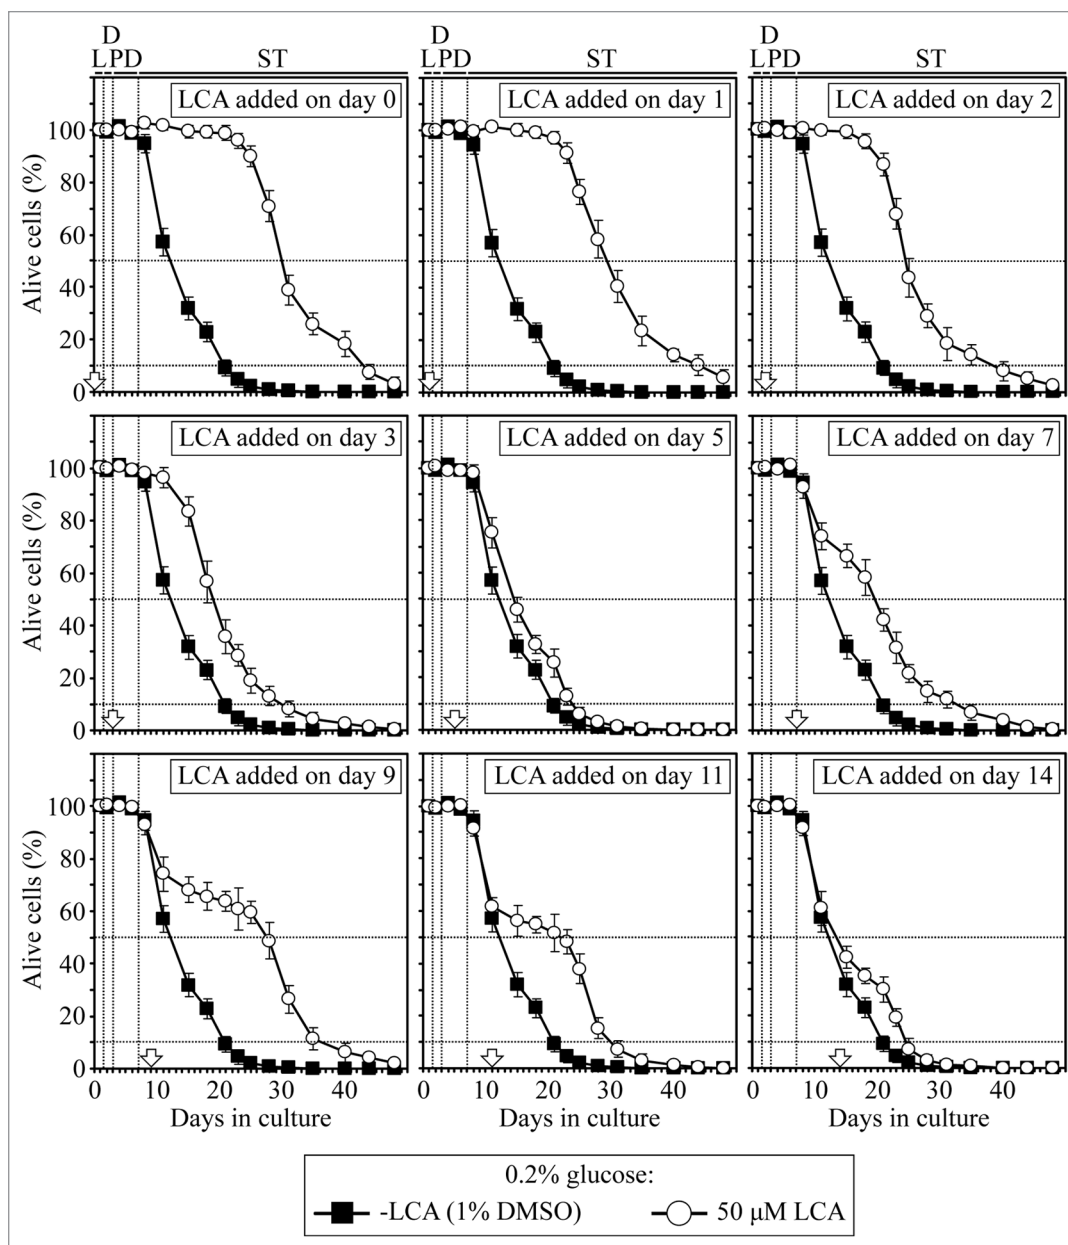 D D D
L PD ST L PD ST L PD ST
LCA added on day 0 LCA added on day 1 LCA added on day 2
Alive cells (%)
100
80
60
40
20
0
LCA added on day 3 LCA added on day 5 LCA added on day 7
Alive cells (%)
100
80
60
40
20
0
LCA added on day 9 LCA added on day 11 LCA added on day 14
Alive cells (%)
100
80
60
40
20
0
0 10 20 30 40 0 10 20 30 40 0 10 20 30 40
Days in culture Days in culture Days in culture
0.2% glucose:
-LCA (1% DMSO) 50 μM LCA